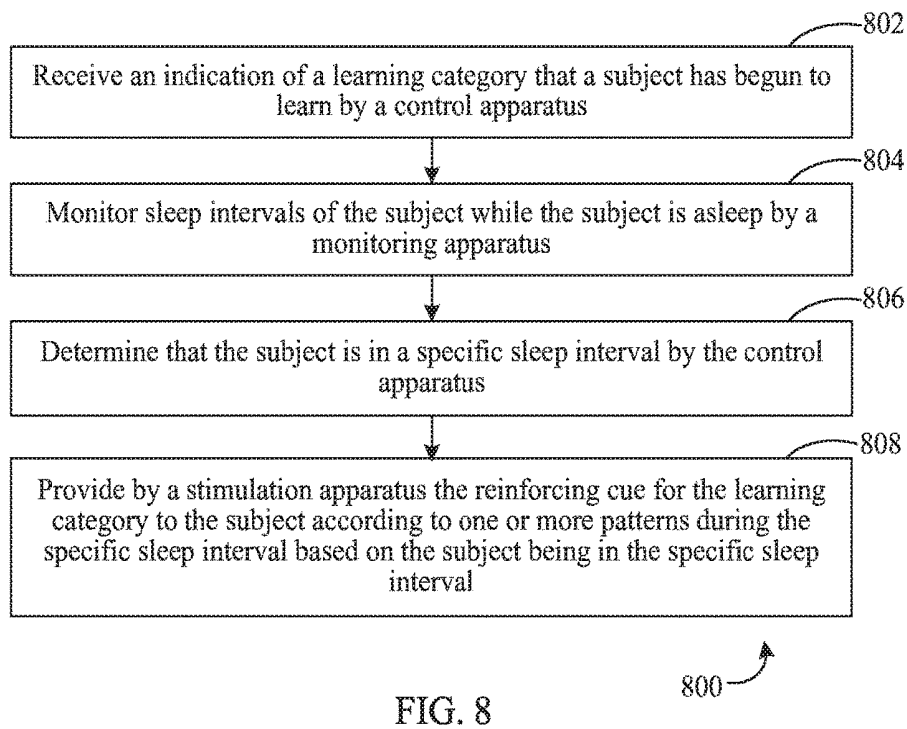 802
Receive an indication of a learning category that a subject has begun to
learn by a control apparatus
804
Monitor sleep intervals of the subject while the subject is asleep by a
monitoring apparatus
806
Determine that the subject is in a specific sleep interval by the control
apparatus
808
Provide by a stimulation apparatus the reinforcing cue for the learning
category to the subject according to one or more patterns during the
specific sleep interval based on the subject being in the specific sleep
interval
800
FIG. 8